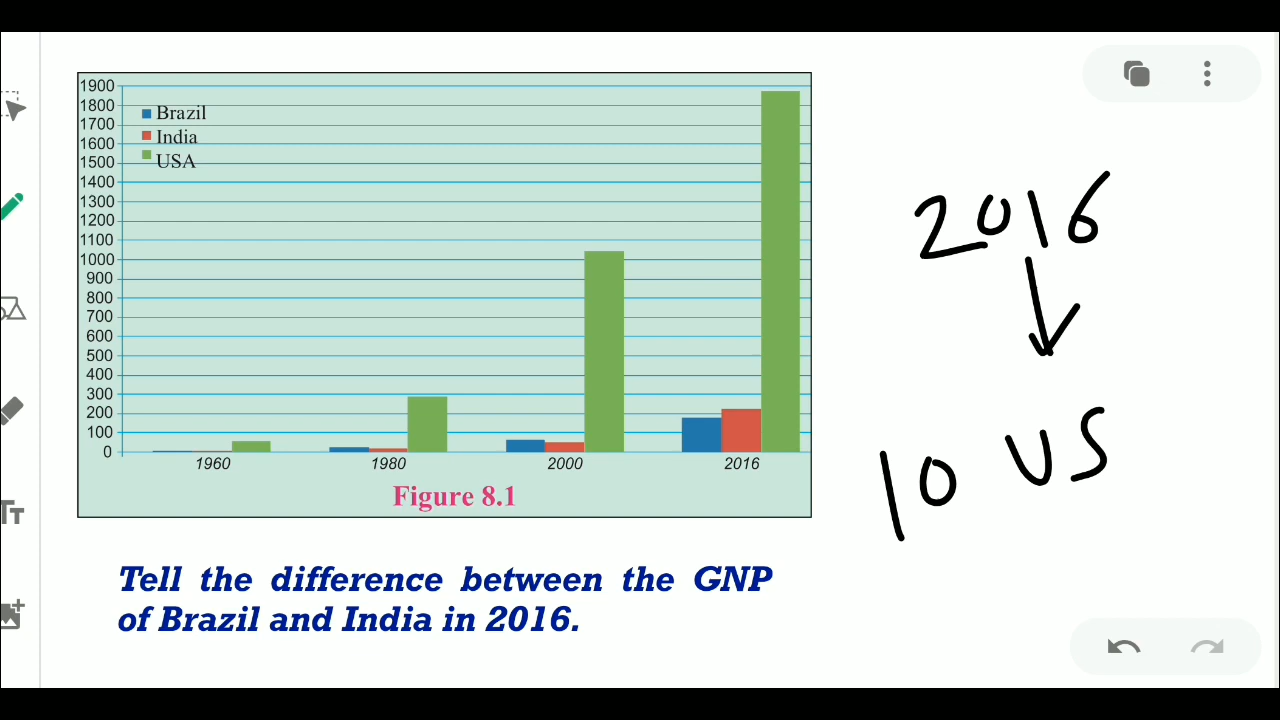 1900
1800
1700
1600
1500
1400
1300
1200
1100
1000
900
800
700
600
500
400
300
200
100
0
Brazil
India
USA
1960 1980 2000 2016
Figure 8.1
Tell the difference between the GNP
of Brazil and India in 2016.
2016
10 US
TT